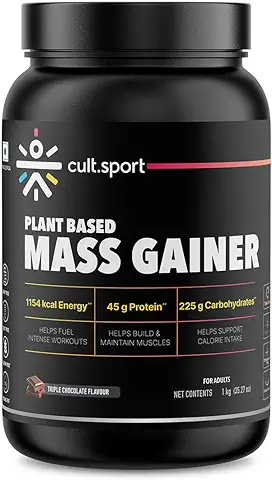 cult.sport
PLANT BASED
MASS GAINER
1154 kcal Energy** 45 g Protein** 225 g Carbohydrates**
HELPS FUEL HELPS BUILD & HELPS SUPPORT
INTENSE WORKOUTS MAINTAIN MUSCLES CALORIE INTAKE
FOR ADULTS
TRIPLE CHOCOLATE FLAVOUR NET CONTENTS 1 kg (35.27 oz)